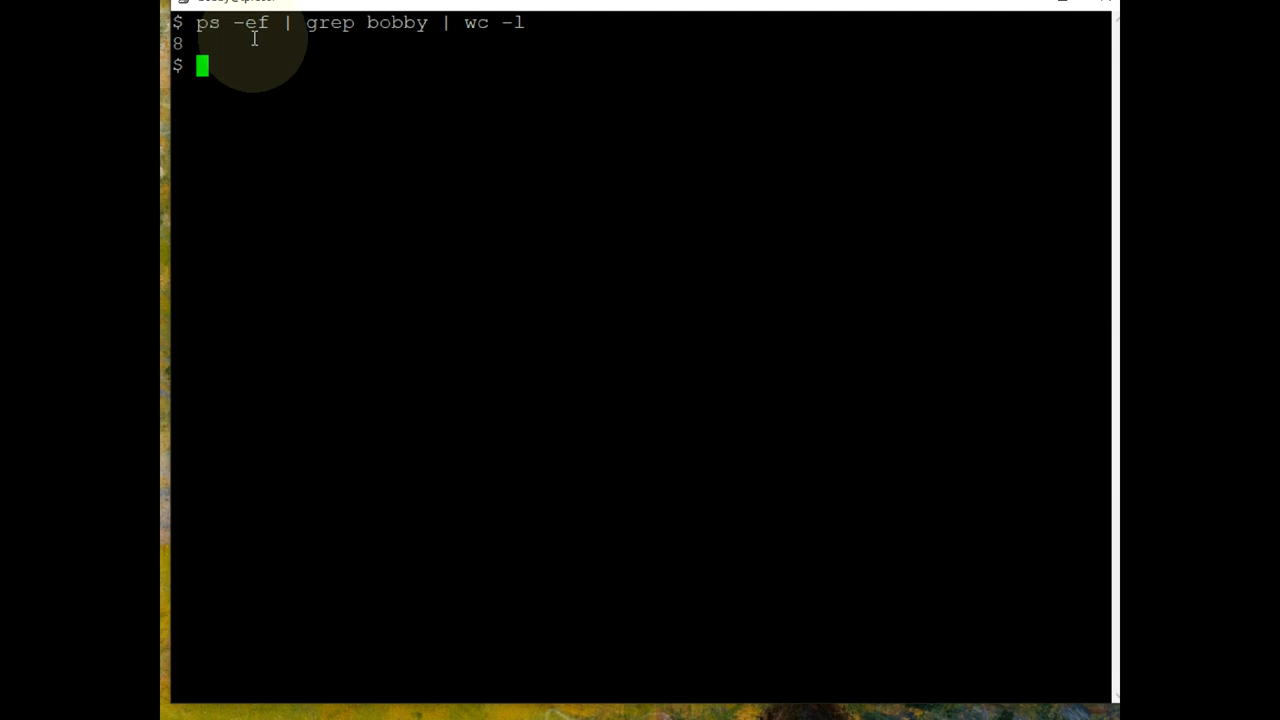 $ ps -ef | grep bobby | wc -l
8
$